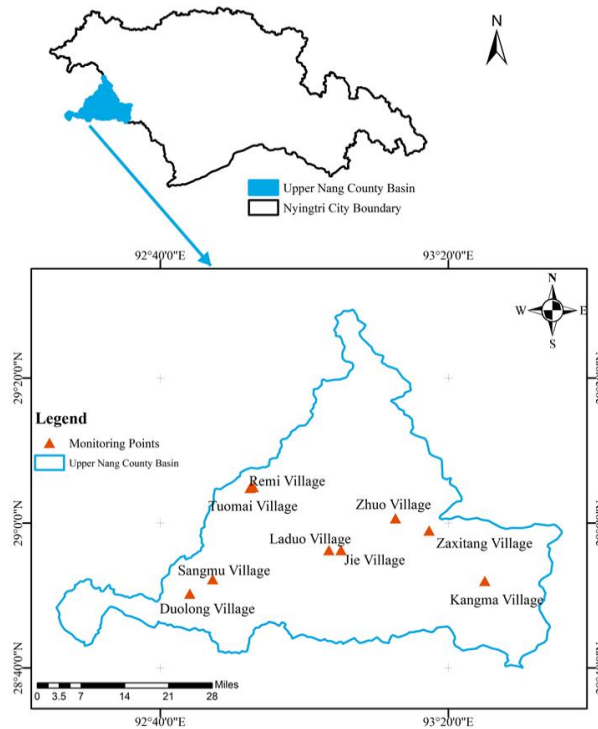 N
Upper Nang County Basin
Nyingtri City Boundary
92°40'0"E
93°20'0"E
N
W
E
S
29°20'0"N
Legend
Monitoring Points
Upper Nang County Basin
Remi Village
Tuomai Village
Zhuo Village
29°0'0"N
Laduo Village
Zaxitang Village
Jie Village
Sangmu Village
Kangma Village
Duolong Village
28°40'0"N
Miles
0 3.5 7 14 21 28
92°40'0"E
93°20'0"E